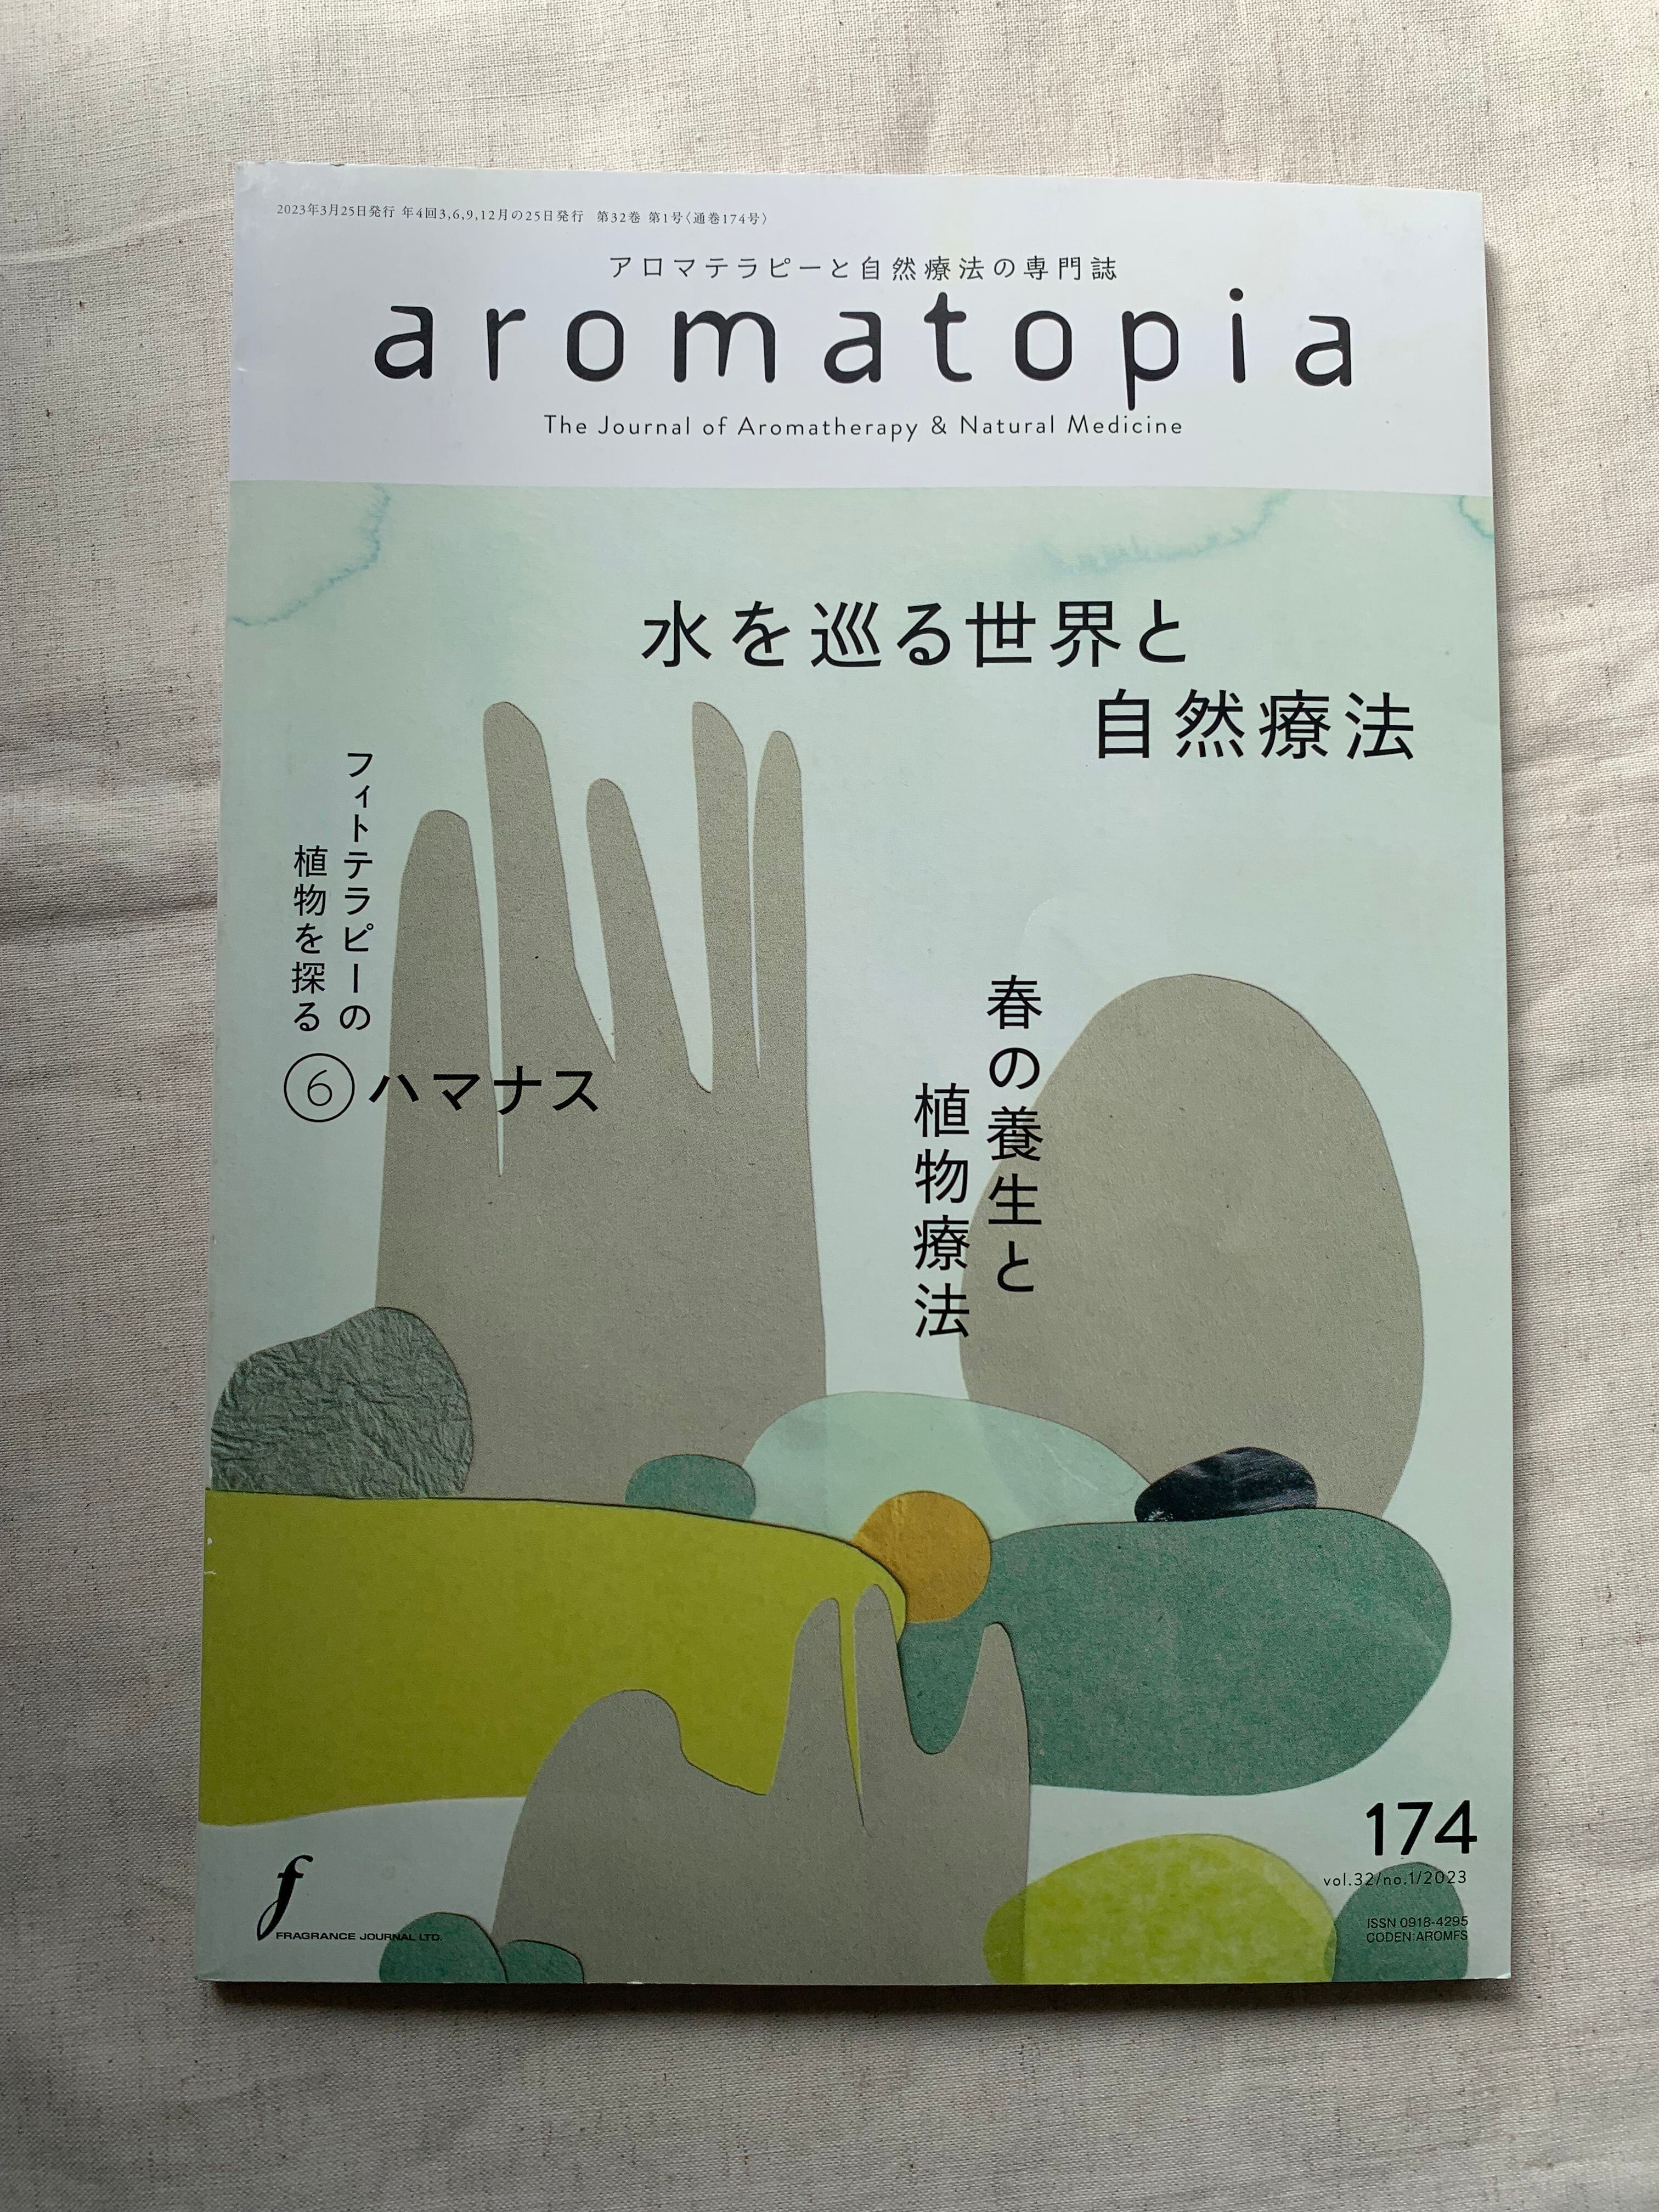 2023年3月25日発行 年4回3,6,9,12月の25日発行 第32巻 第1号〈通巻174号〉
アロマテラピーと自然療法の専門誌
aromatopia
The Journal of Aromatherapy & Natural Medicine
水を巡る世界と
自然療法
フィトテラピーの
植物を探る
⑥ハマナス
春の養生と
植物療法
174
vol.32/no.1/2023
ISSN 0918-4295
CODEN:AROMFS
f
FRAGRANCE JOURNAL LTD.